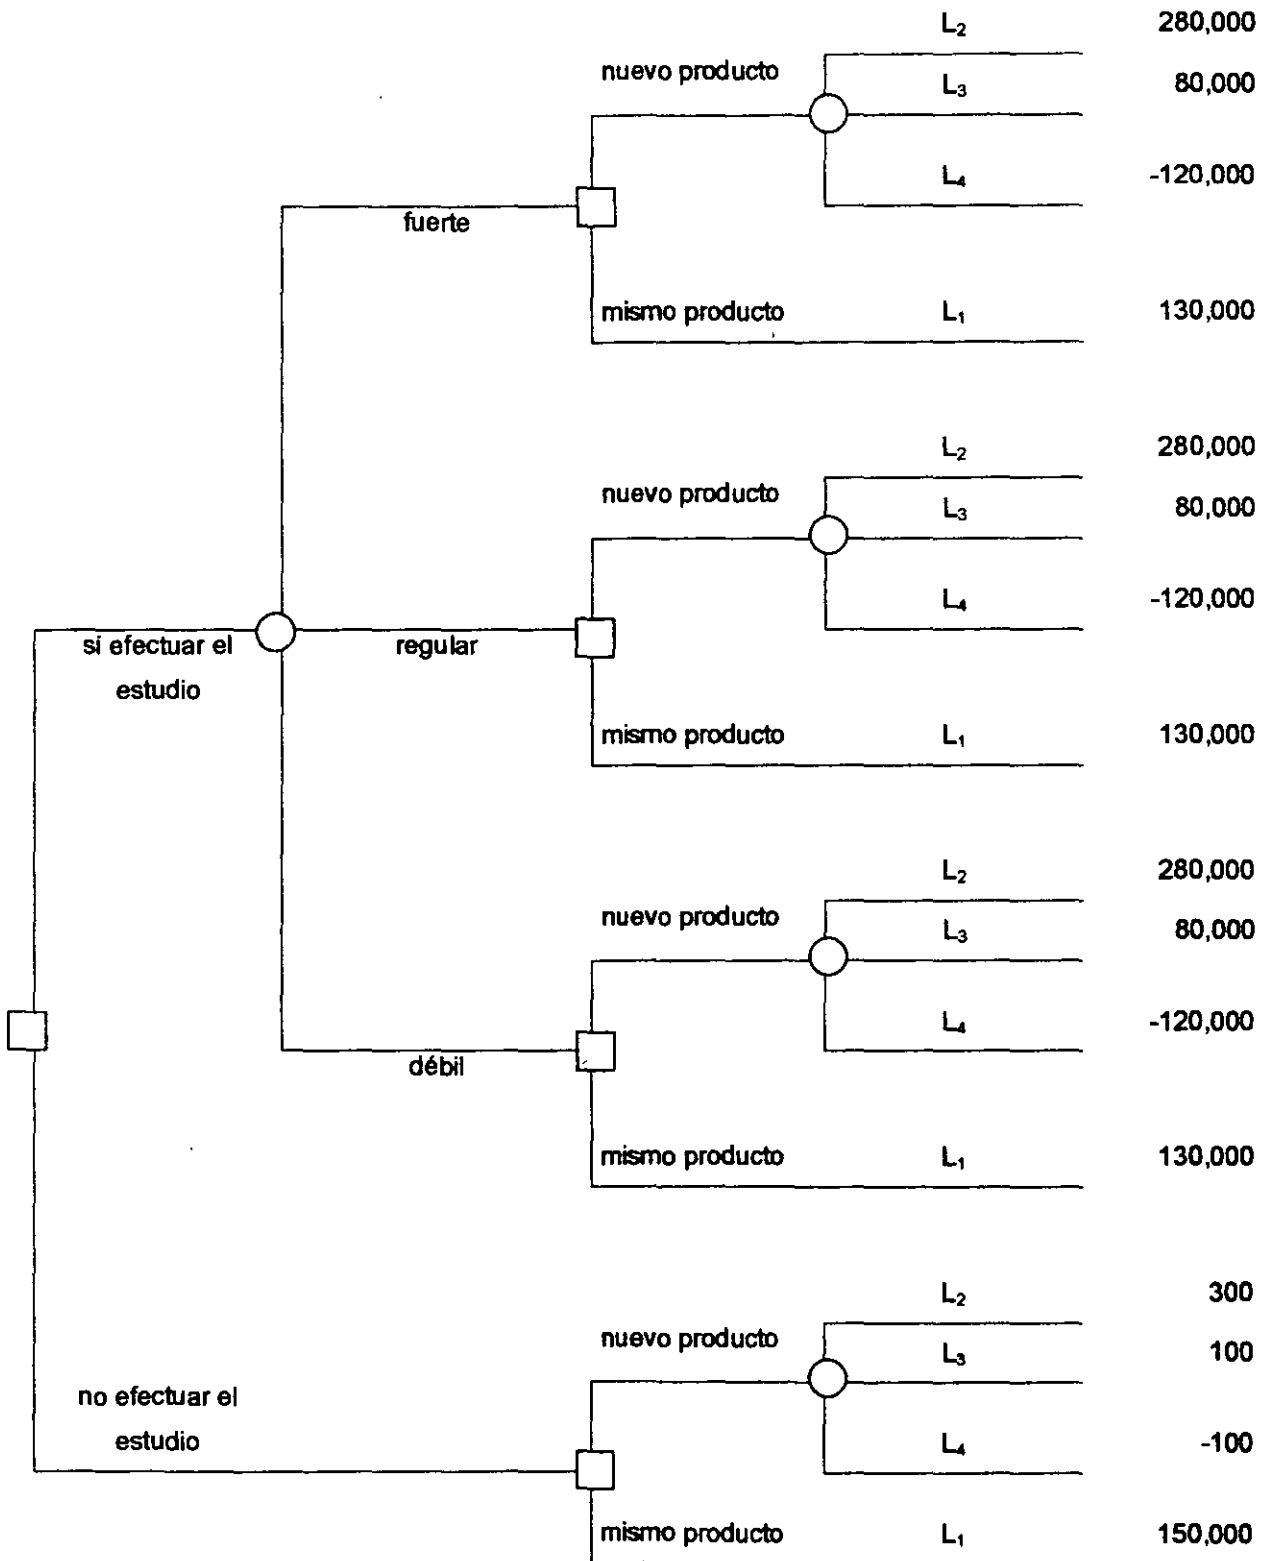 L₂ 280,000
nuevo producto
L₃ 80,000
L₄ -120,000
fuerte
mismo producto L₁ 130,000
L₂ 280,000
nuevo producto
L₃ 80,000
L₄ -120,000
si efectuar el
estudio
regular
mismo producto L₁ 130,000
L₂ 280,000
nuevo producto
L₃ 80,000
L₄ -120,000
débil
mismo producto L₁ 130,000
L₂ 300
nuevo producto
L₃ 100
no efectuar el
estudio
L₄ -100
mismo producto L₁ 150,000